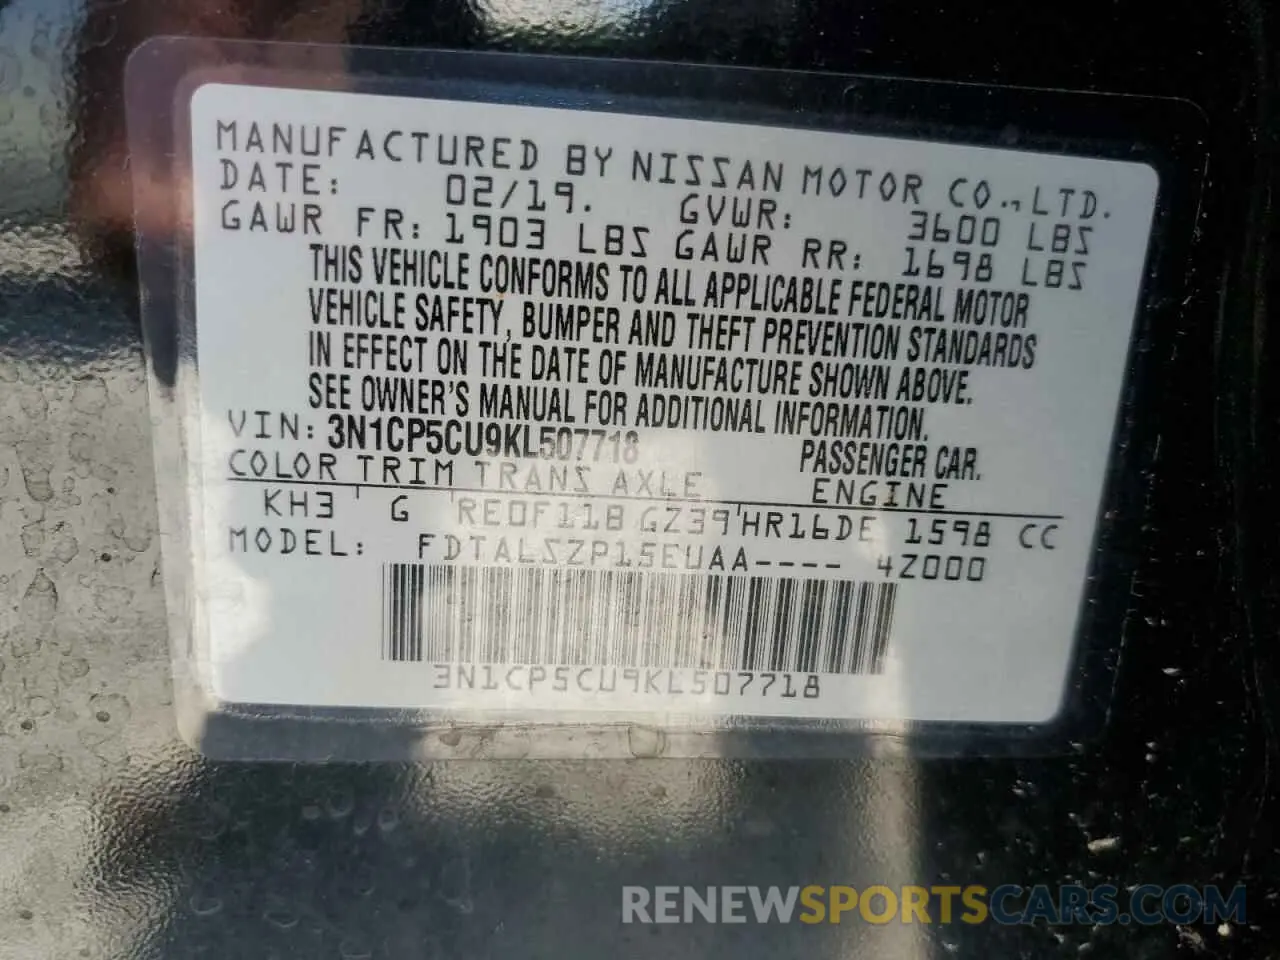 MANUFACTURED BY NISSAN MOTOR CO., LTD.
DATE: 02/19. GVWR: 3600 LBS
GAWR FR: 1903 LBS GAWR RR: 1698 LBS
THIS VEHICLE CONFORMS TO ALL APPLICABLE FEDERAL MOTOR
VEHICLE SAFETY, BUMPER AND THEFT PREVENTION STANDARDS
IN EFFECT ON THE DATE OF MANUFACTURE SHOWN ABOVE.
SEE OWNER'S MANUAL FOR ADDITIONAL INFORMATION.
VIN: 3N1CP5CU9KL507718 PASSENGER CAR.
COLOR TRIM TRANS AXLE ENGINE
KH3 G RE0F11B GZ39 HR16DE 1598 CC
MODEL: FDTALSZP15EUAA---- 4Z000
3N1CP5CU9KL507718
RENEWSPORTSCARS.COM